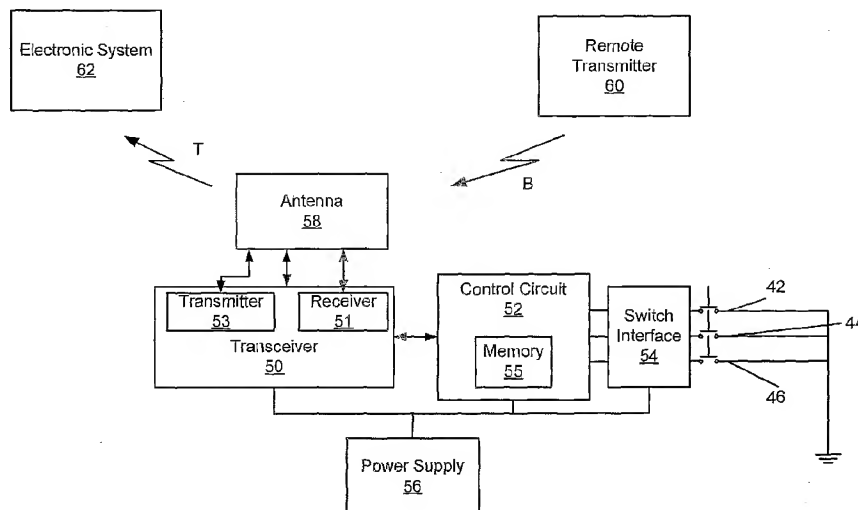 Electronic System
62
Remote
Transmitter
60
T
B
Antenna
58
Transmitter
53
Receiver
51
Transceiver
50
Control Circuit
52
Memory
55
Switch
Interface
54
42
44
46
Power Supply
56